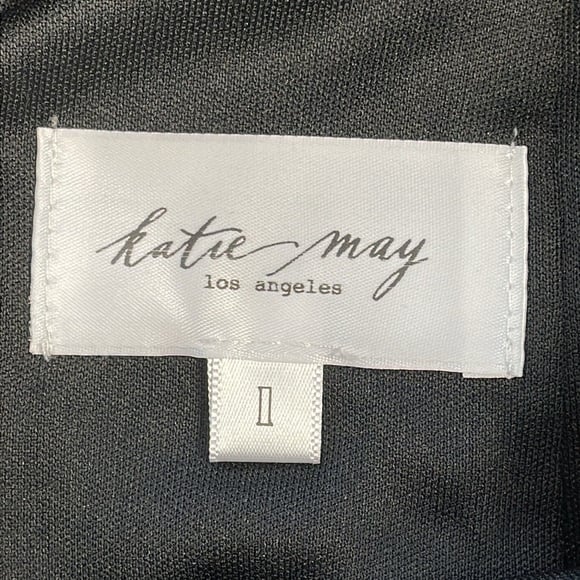 katie may
los angeles
I